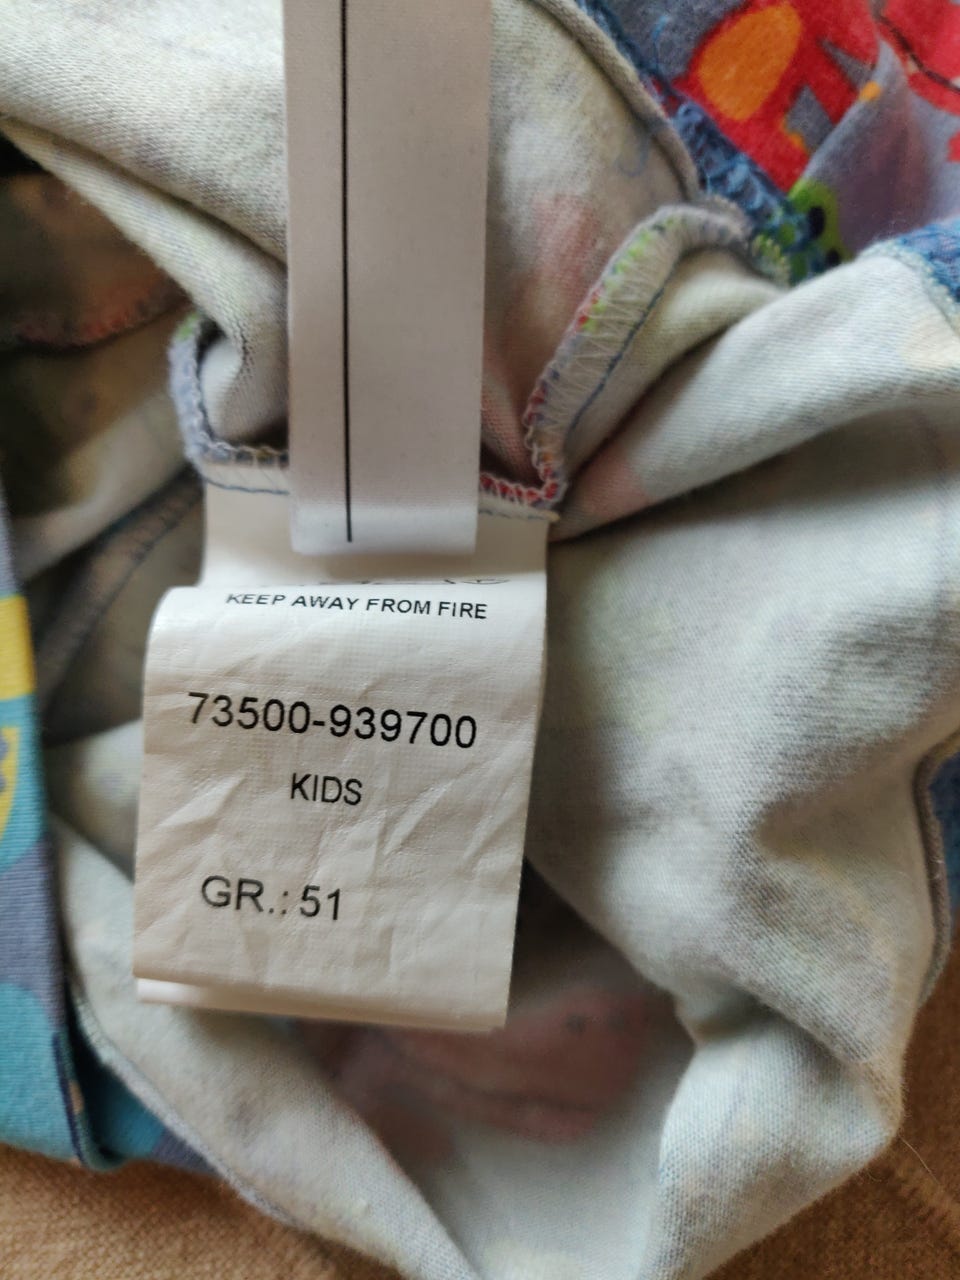 KEEP AWAY FROM FIRE
73500-939700
KIDS
GR.: 51